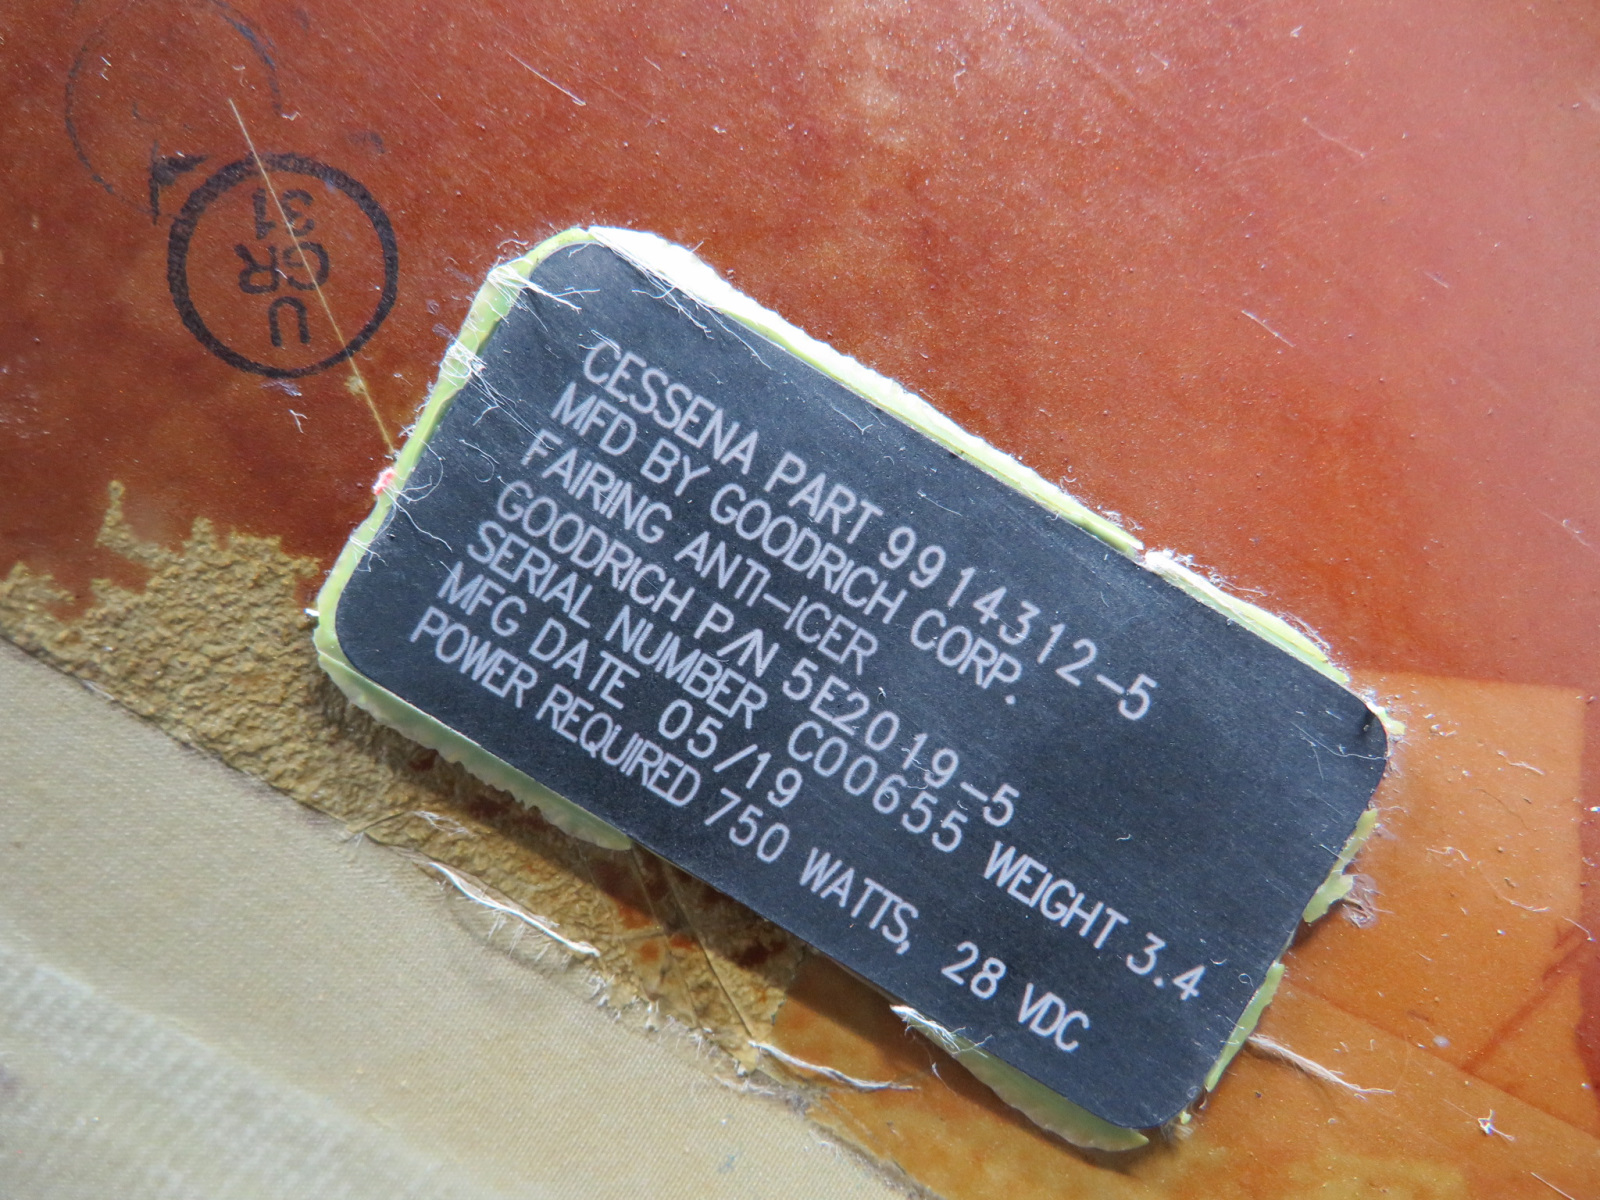 CESSENA PART 9914312-5
MFD BY GOODRICH CORP.
FAIRING ANTI-ICER
GOODRICH P/N 5E2019-5
SERIAL NUMBER C00655 WEIGHT 3.4
MFG DATE 05/19
POWER REQUIRED 750 WATTS, 28 VDC
U
GR
31